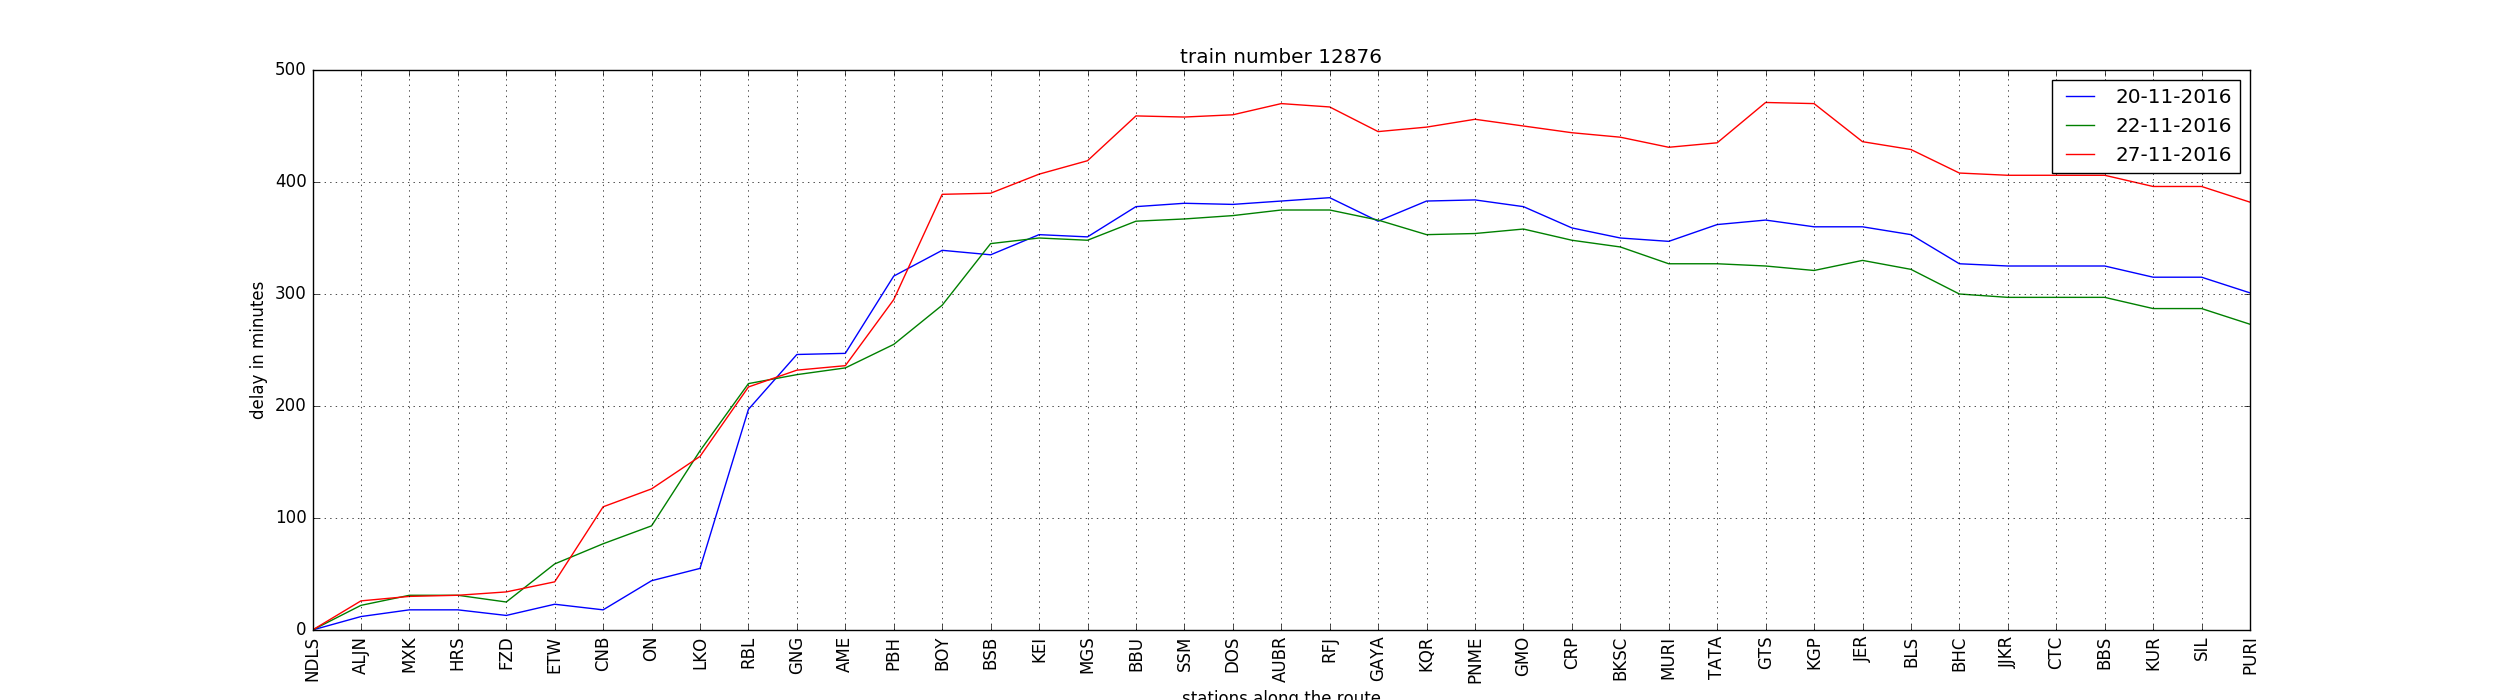 train number 12876
500
400
300
200
100
0
delay in minutes
20-11-2016
22-11-2016
27-11-2016
NDLS
ALJN
MXK
HRS
FZD
ETW
CNB
ON
LKO
RBL
GNG
AME
PBH
BOY
BSB
KEI
MGS
BBU
SSM
DOS
AUBR
RFJ
GAYA
KQR
PNME
GMO
CRP
BKSC
MURI
TATA
GTS
KGP
JER
BLS
BHC
JJKR
CTC
BBS
KUR
SIL
PURI
stations along the route